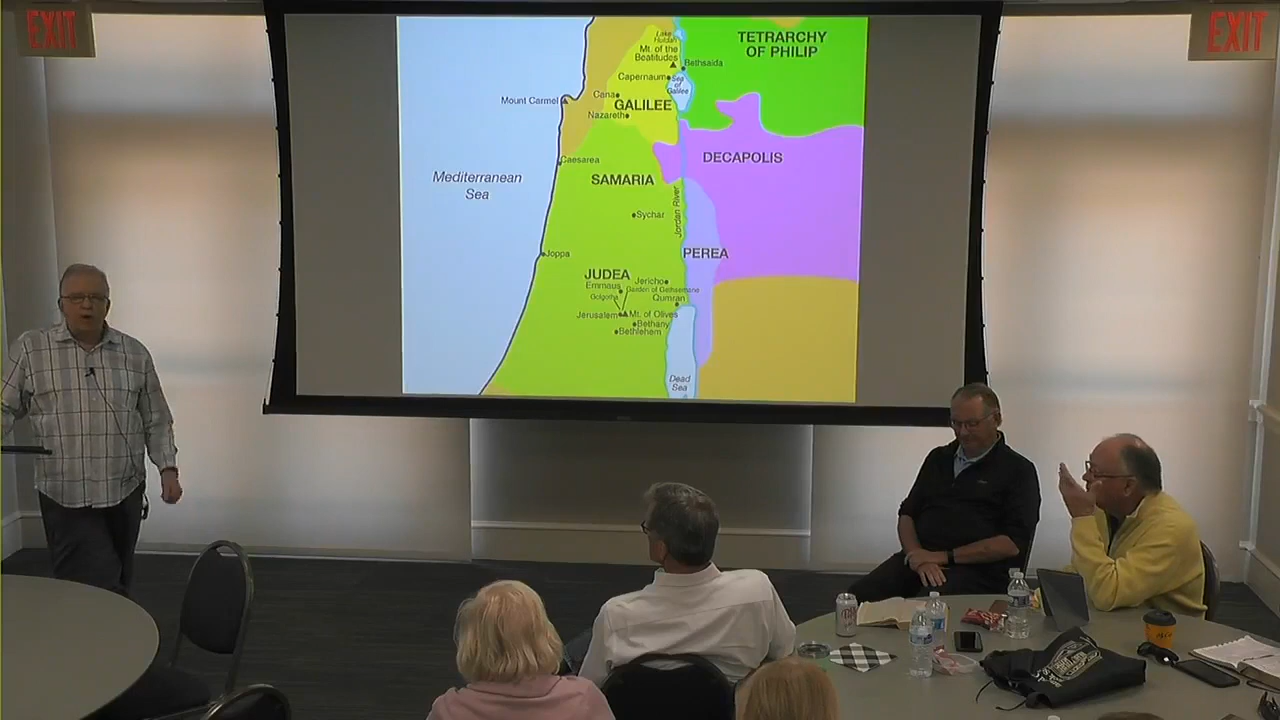 EXIT
EXIT
TETRARCHY
OF PHILIP
Lake
Mt. of the
Beatitudes
Bethsaida
Capernaum
Sea
of
Galilee
Cana
Mount Carmel
GALILEE
Nazareth
Caesarea
DECAPOLIS
Mediterranean
Sea
SAMARIA
Jordan River
Sychar
Joppa
PEREA
JUDEA
Jericho
Emmaus
Garden of Gethsemane
Golgotha
Qumran
Jerusalem
Mt. of Olives
Bethany
Bethlehem
Dead
Sea